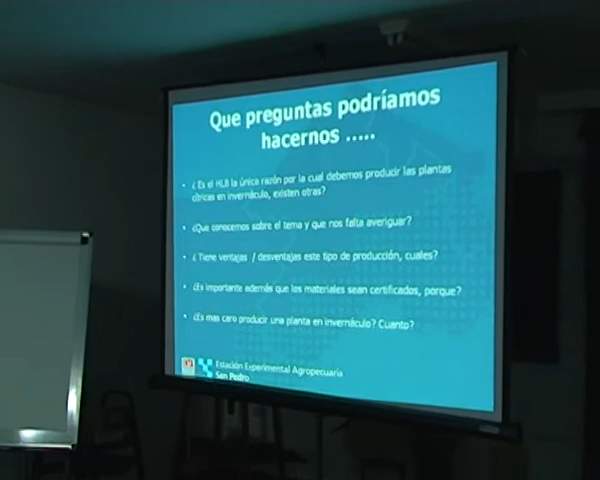 Que preguntas podríamos
hacernos .....
• ¿ Es el HLB la única razón por la cual debemos producir las plantas
cítricas en invernáculo, existen otras?
• ¿Que conocemos sobre el tema y que nos falta averiguar?
• ¿ Tiene ventajas / desventajas este tipo de producción, cuales?
• ¿Es importante además que los materiales sean certificados, porque?
• ¿Es mas caro producir una planta en invernáculo? Cuanto?
Estación Experimental Agropecuaria
San Pedro